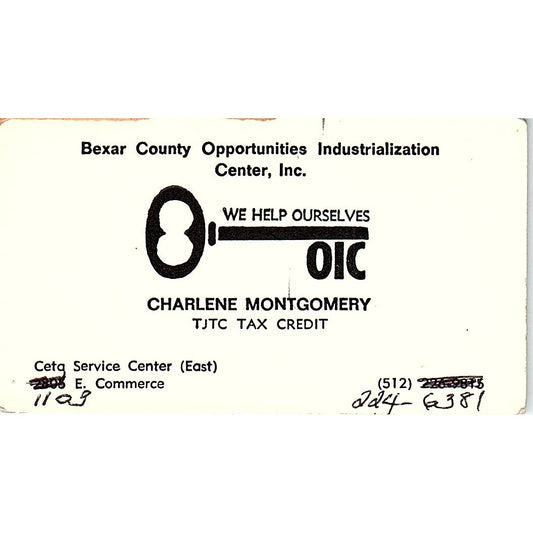 Bexar County Opportunities Industrialization
Center, Inc.
WE HELP OURSELVES
OIC
CHARLENE MONTGOMERY
TJTC TAX CREDIT
Ceta Service Center (East)
E. Commerce
1109
(512)
224-6381